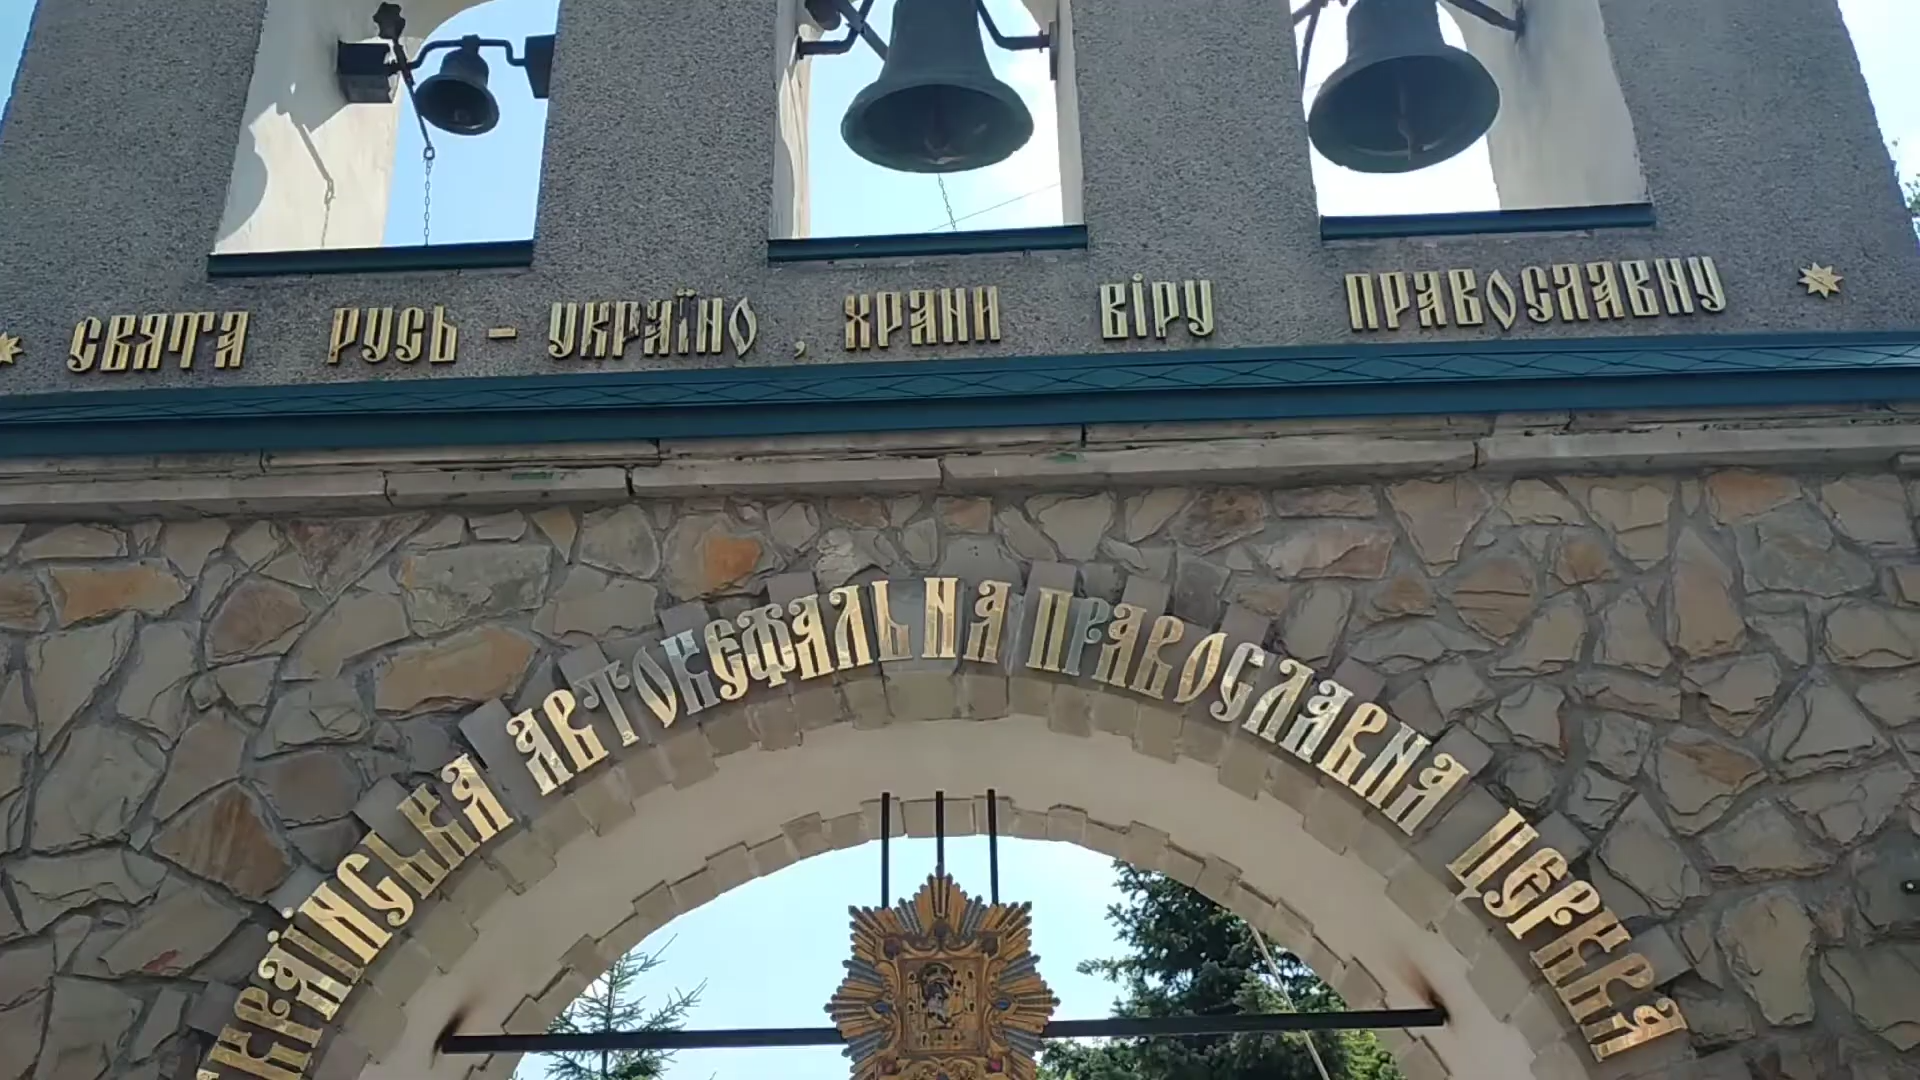 СВЯТА РУСЬ - УКРАЇНО, ХРАНИ ВІРУ ПРАВОСЛАВНУ
УКРАЇНСЬКА АВТОКЕФАЛЬНА ПРАВОСЛАВНА ЦЕРКВА